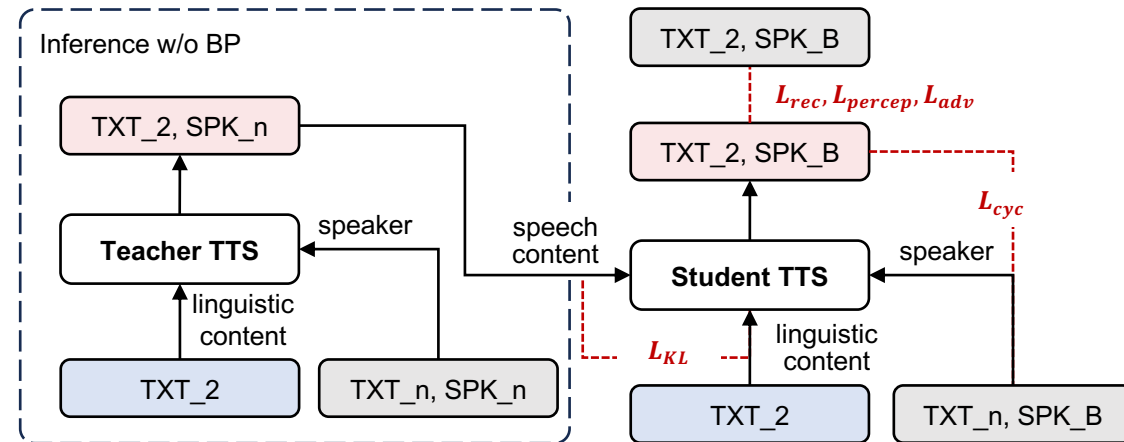 Inference w/o BP
TXT_2, SPK_n
Teacher TTS
speaker
linguistic
content
TXT_2
TXT_n, SPK_n
speech
content
TXT_2, SPK_B
L_rec, L_percep, L_adv
TXT_2, SPK_B
L_cyc
Student TTS
speaker
linguistic
content
L_KL
TXT_2
TXT_n, SPK_B